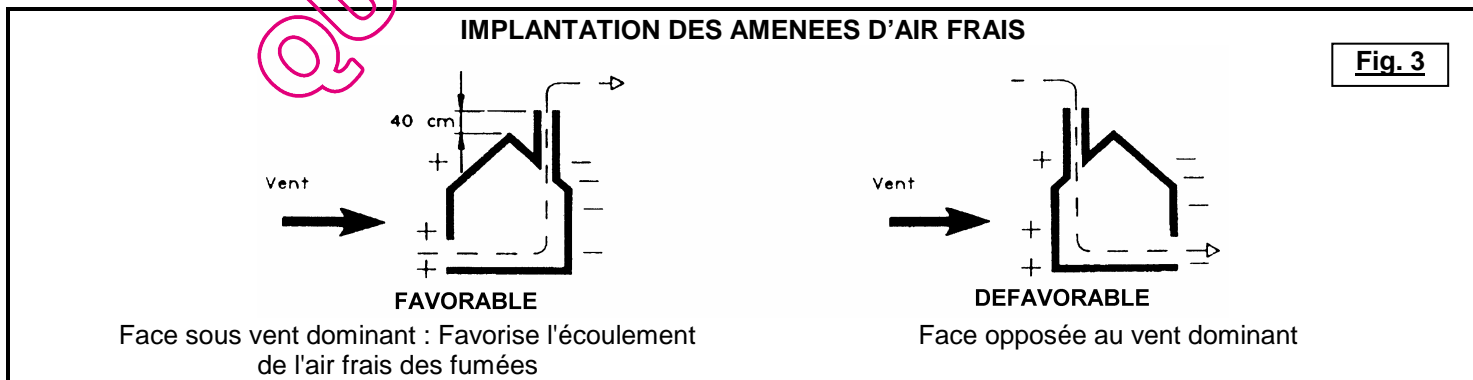 IMPLANTATION DES AMENEES D'AIR FRAIS
Fig. 3
40 cm
+
Vent
+
+
FAVORABLE
Face sous vent dominant : Favorise l'écoulement
de l'air frais des fumées
+
Vent
+
+
DEFAVORABLE
Face opposée au vent dominant